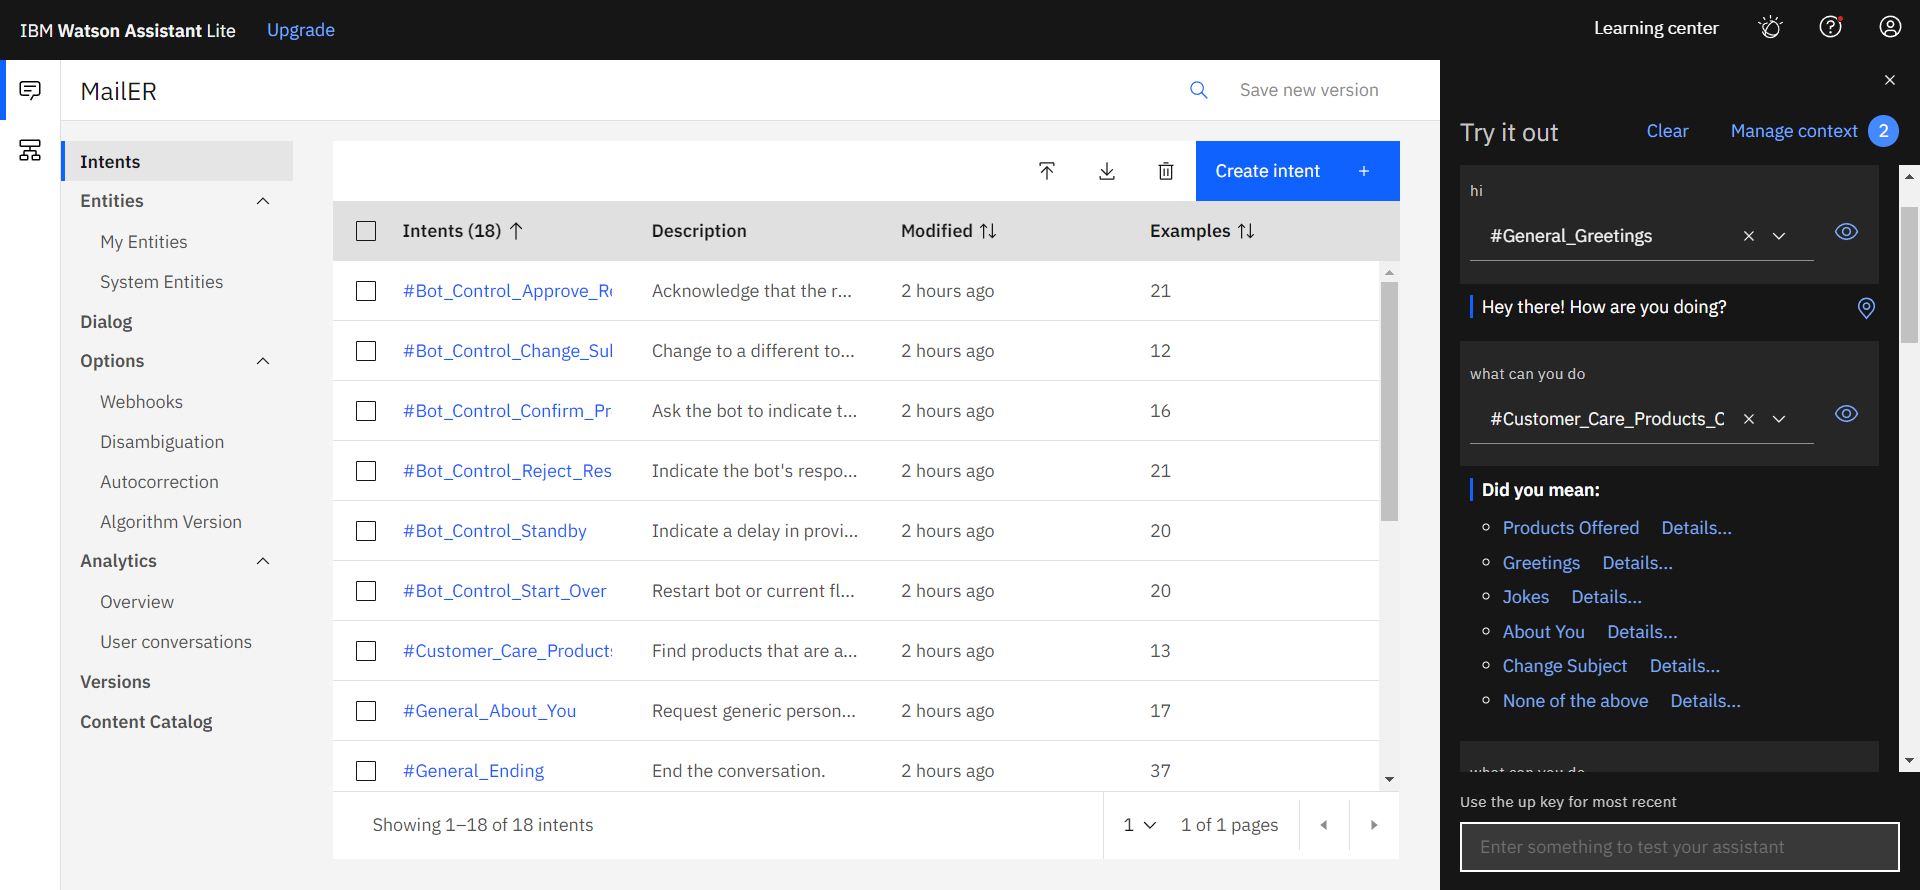 IBM Watson Assistant Lite Upgrade Learning center
MailER Save new version
Intents
Entities
My Entities
System Entities
Dialog
Options
Webhooks
Disambiguation
Autocorrection
Algorithm Version
Analytics
Overview
User conversations
Versions
Content Catalog
Create intent +
Intents (18) Description Modified Examples
#Bot_Control_Approve_Re Acknowledge that the r... 2 hours ago 21
#Bot_Control_Change_Sul Change to a different to... 2 hours ago 12
#Bot_Control_Confirm_Pr Ask the bot to indicate t... 2 hours ago 16
#Bot_Control_Reject_Res Indicate the bot's respo... 2 hours ago 21
#Bot_Control_Standby Indicate a delay in provi... 2 hours ago 20
#Bot_Control_Start_Over Restart bot or current fl... 2 hours ago 20
#Customer_Care_Products Find products that are a... 2 hours ago 13
#General_About_You Request generic person... 2 hours ago 17
#General_Ending End the conversation. 2 hours ago 37
Showing 1–18 of 18 intents 1 1 of 1 pages
Try it out Clear Manage context 2
hi
#General_Greetings
Hey there! How are you doing?
what can you do
#Customer_Care_Products_C
Did you mean:
Products Offered Details...
Greetings Details...
Jokes Details...
About You Details...
Change Subject Details...
None of the above Details...
what can you do
Use the up key for most recent
Enter something to test your assistant